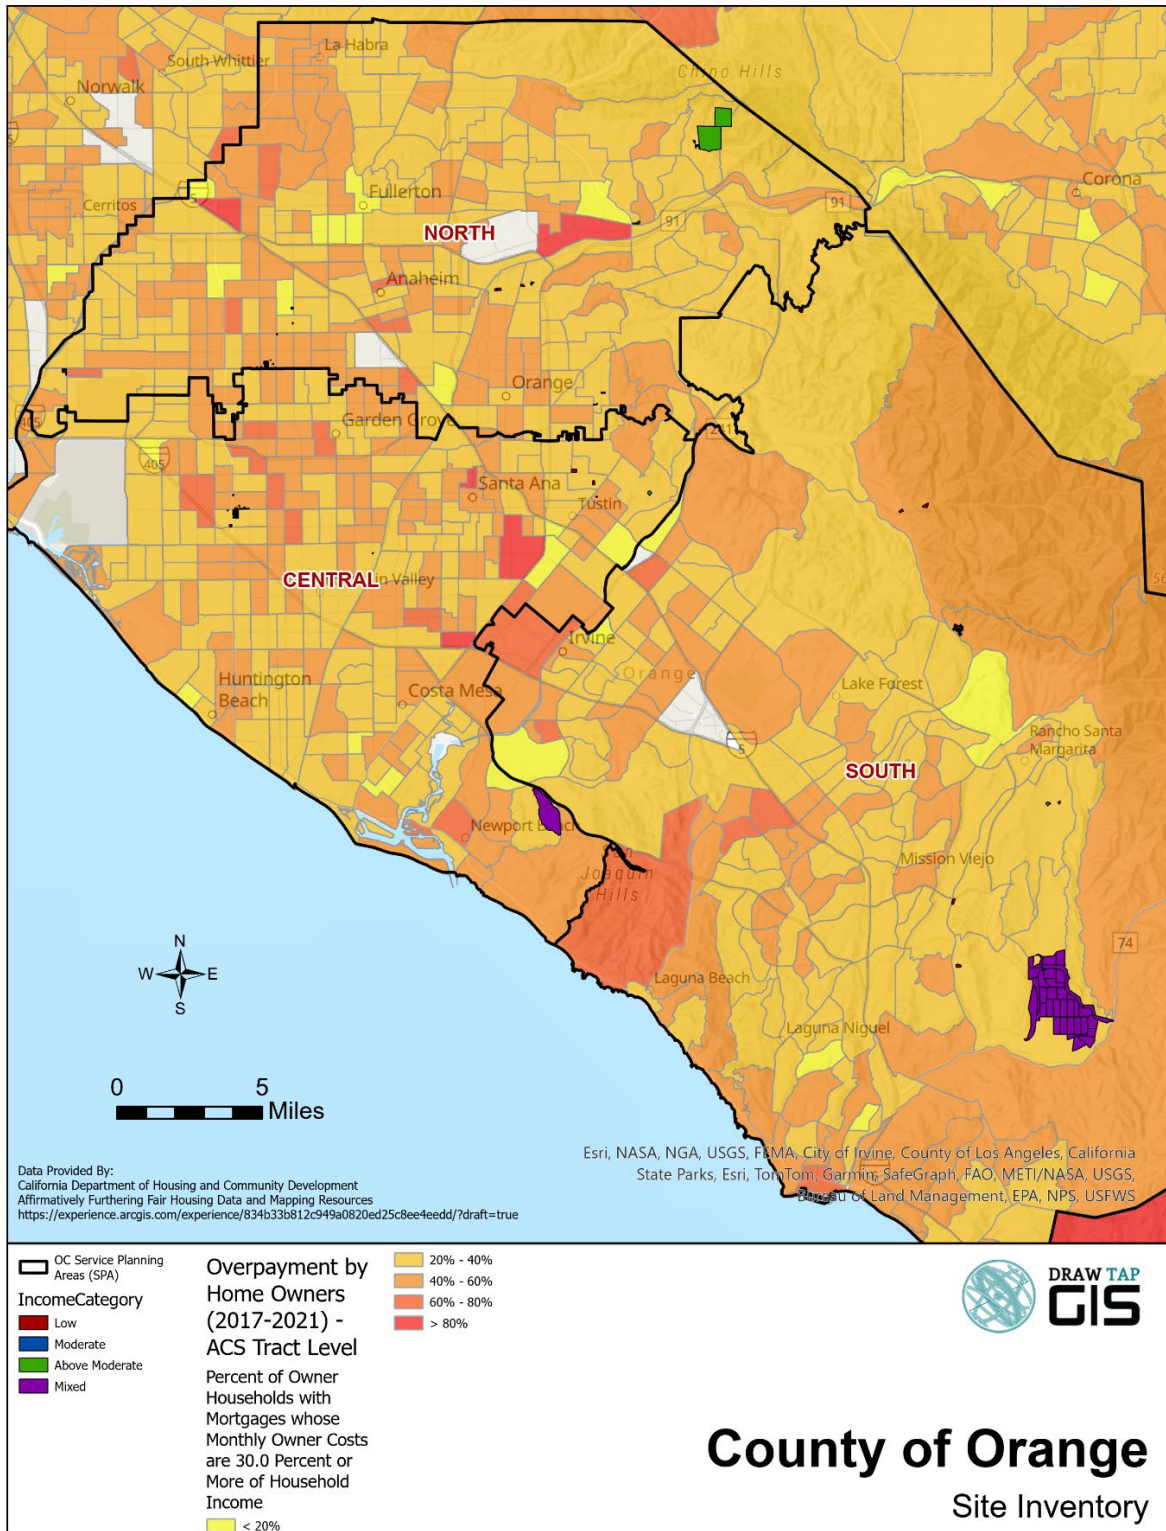 La Habra
South Whittier
Chino Hills
Norwalk
Corona
5
Fullerton
Cerritos
91
91
NORTH
Anaheim
Orange
405
Garden Grove
241
405
Santa Ana
Tustin
CENTRAL
in Valley
Irvine
Orange
Huntington
Beach
Costa Mesa
Lake Forest
Rancho Santa
Margarita
5
SOUTH
Newport Beach
San
Joaquin
Hills
Mission Viejo
74
Laguna Beach
Laguna Niguel
N
W E
S
0 5
Miles
Esri, NASA, NGA, USGS, FEMA, City of Irvine, County of Los Angeles, California
State Parks, Esri, TomTom, Garmin, SafeGraph, FAO, METI/NASA, USGS,
Bureau of Land Management, EPA, NPS, USFWS
Data Provided By:
California Department of Housing and Community Development
Affirmatively Furthering Fair Housing Data and Mapping Resources
https://experience.arcgis.com/experience/834b33b812c949a0820ed25c8ee4eedd/?draft=true
OC Service Planning
Areas (SPA)
IncomeCategory
Low
Moderate
Above Moderate
Mixed
Overpayment by
Home Owners
(2017-2021) -
ACS Tract Level
Percent of Owner
Households with
Mortgages whose
Monthly Owner Costs
are 30.0 Percent or
More of Household
Income
< 20%
20% - 40%
40% - 60%
60% - 80%
> 80%
DRAW TAP
GIS
County of Orange
Site Inventory